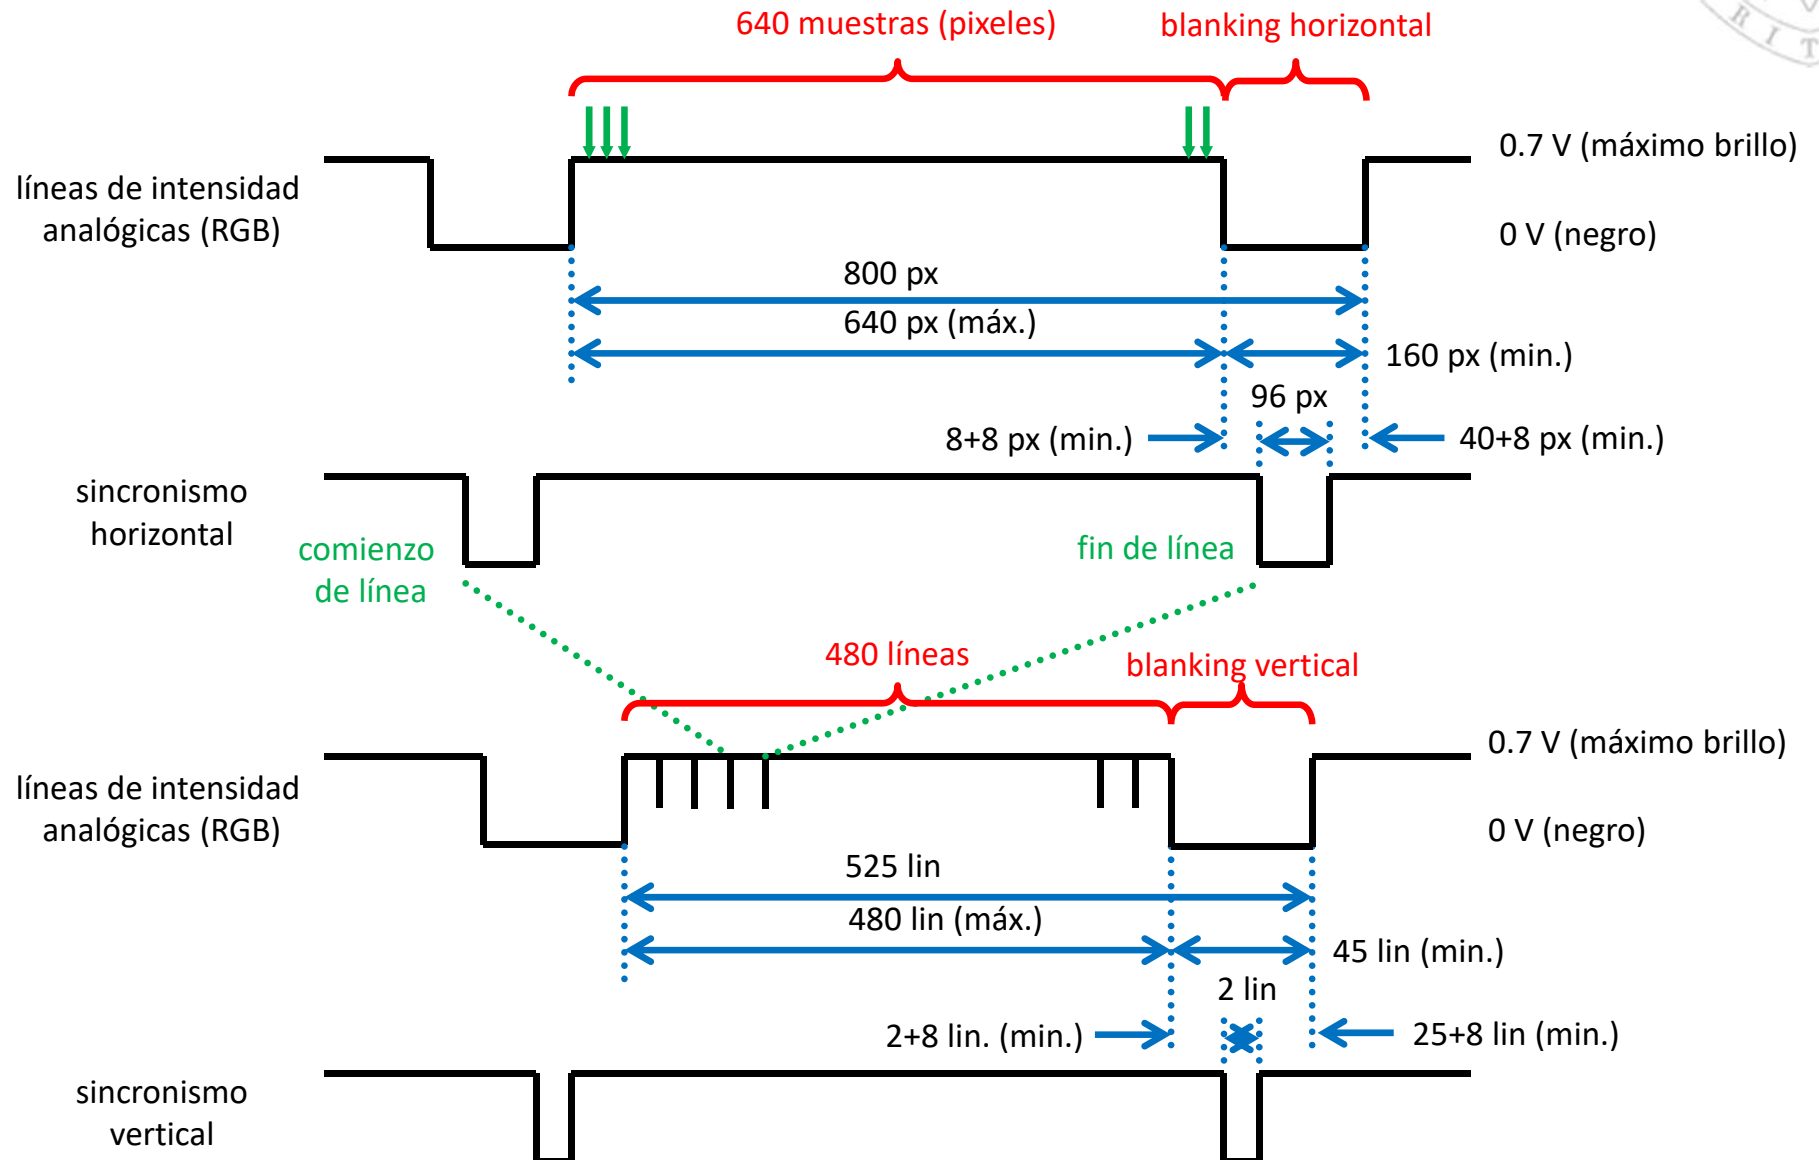 640 muestras (pixeles)
blanking horizontal
R I T
líneas de intensidad
analógicas (RGB)
0.7 V (máximo brillo)
0 V (negro)
800 px
640 px (máx.)
160 px (min.)
96 px
8+8 px (min.)
40+8 px (min.)
sincronismo
horizontal
comienzo
de línea
fin de línea
480 líneas
blanking vertical
líneas de intensidad
analógicas (RGB)
0.7 V (máximo brillo)
0 V (negro)
525 lin
480 lin (máx.)
45 lin (min.)
2 lin
2+8 lin. (min.)
25+8 lin (min.)
sincronismo
vertical